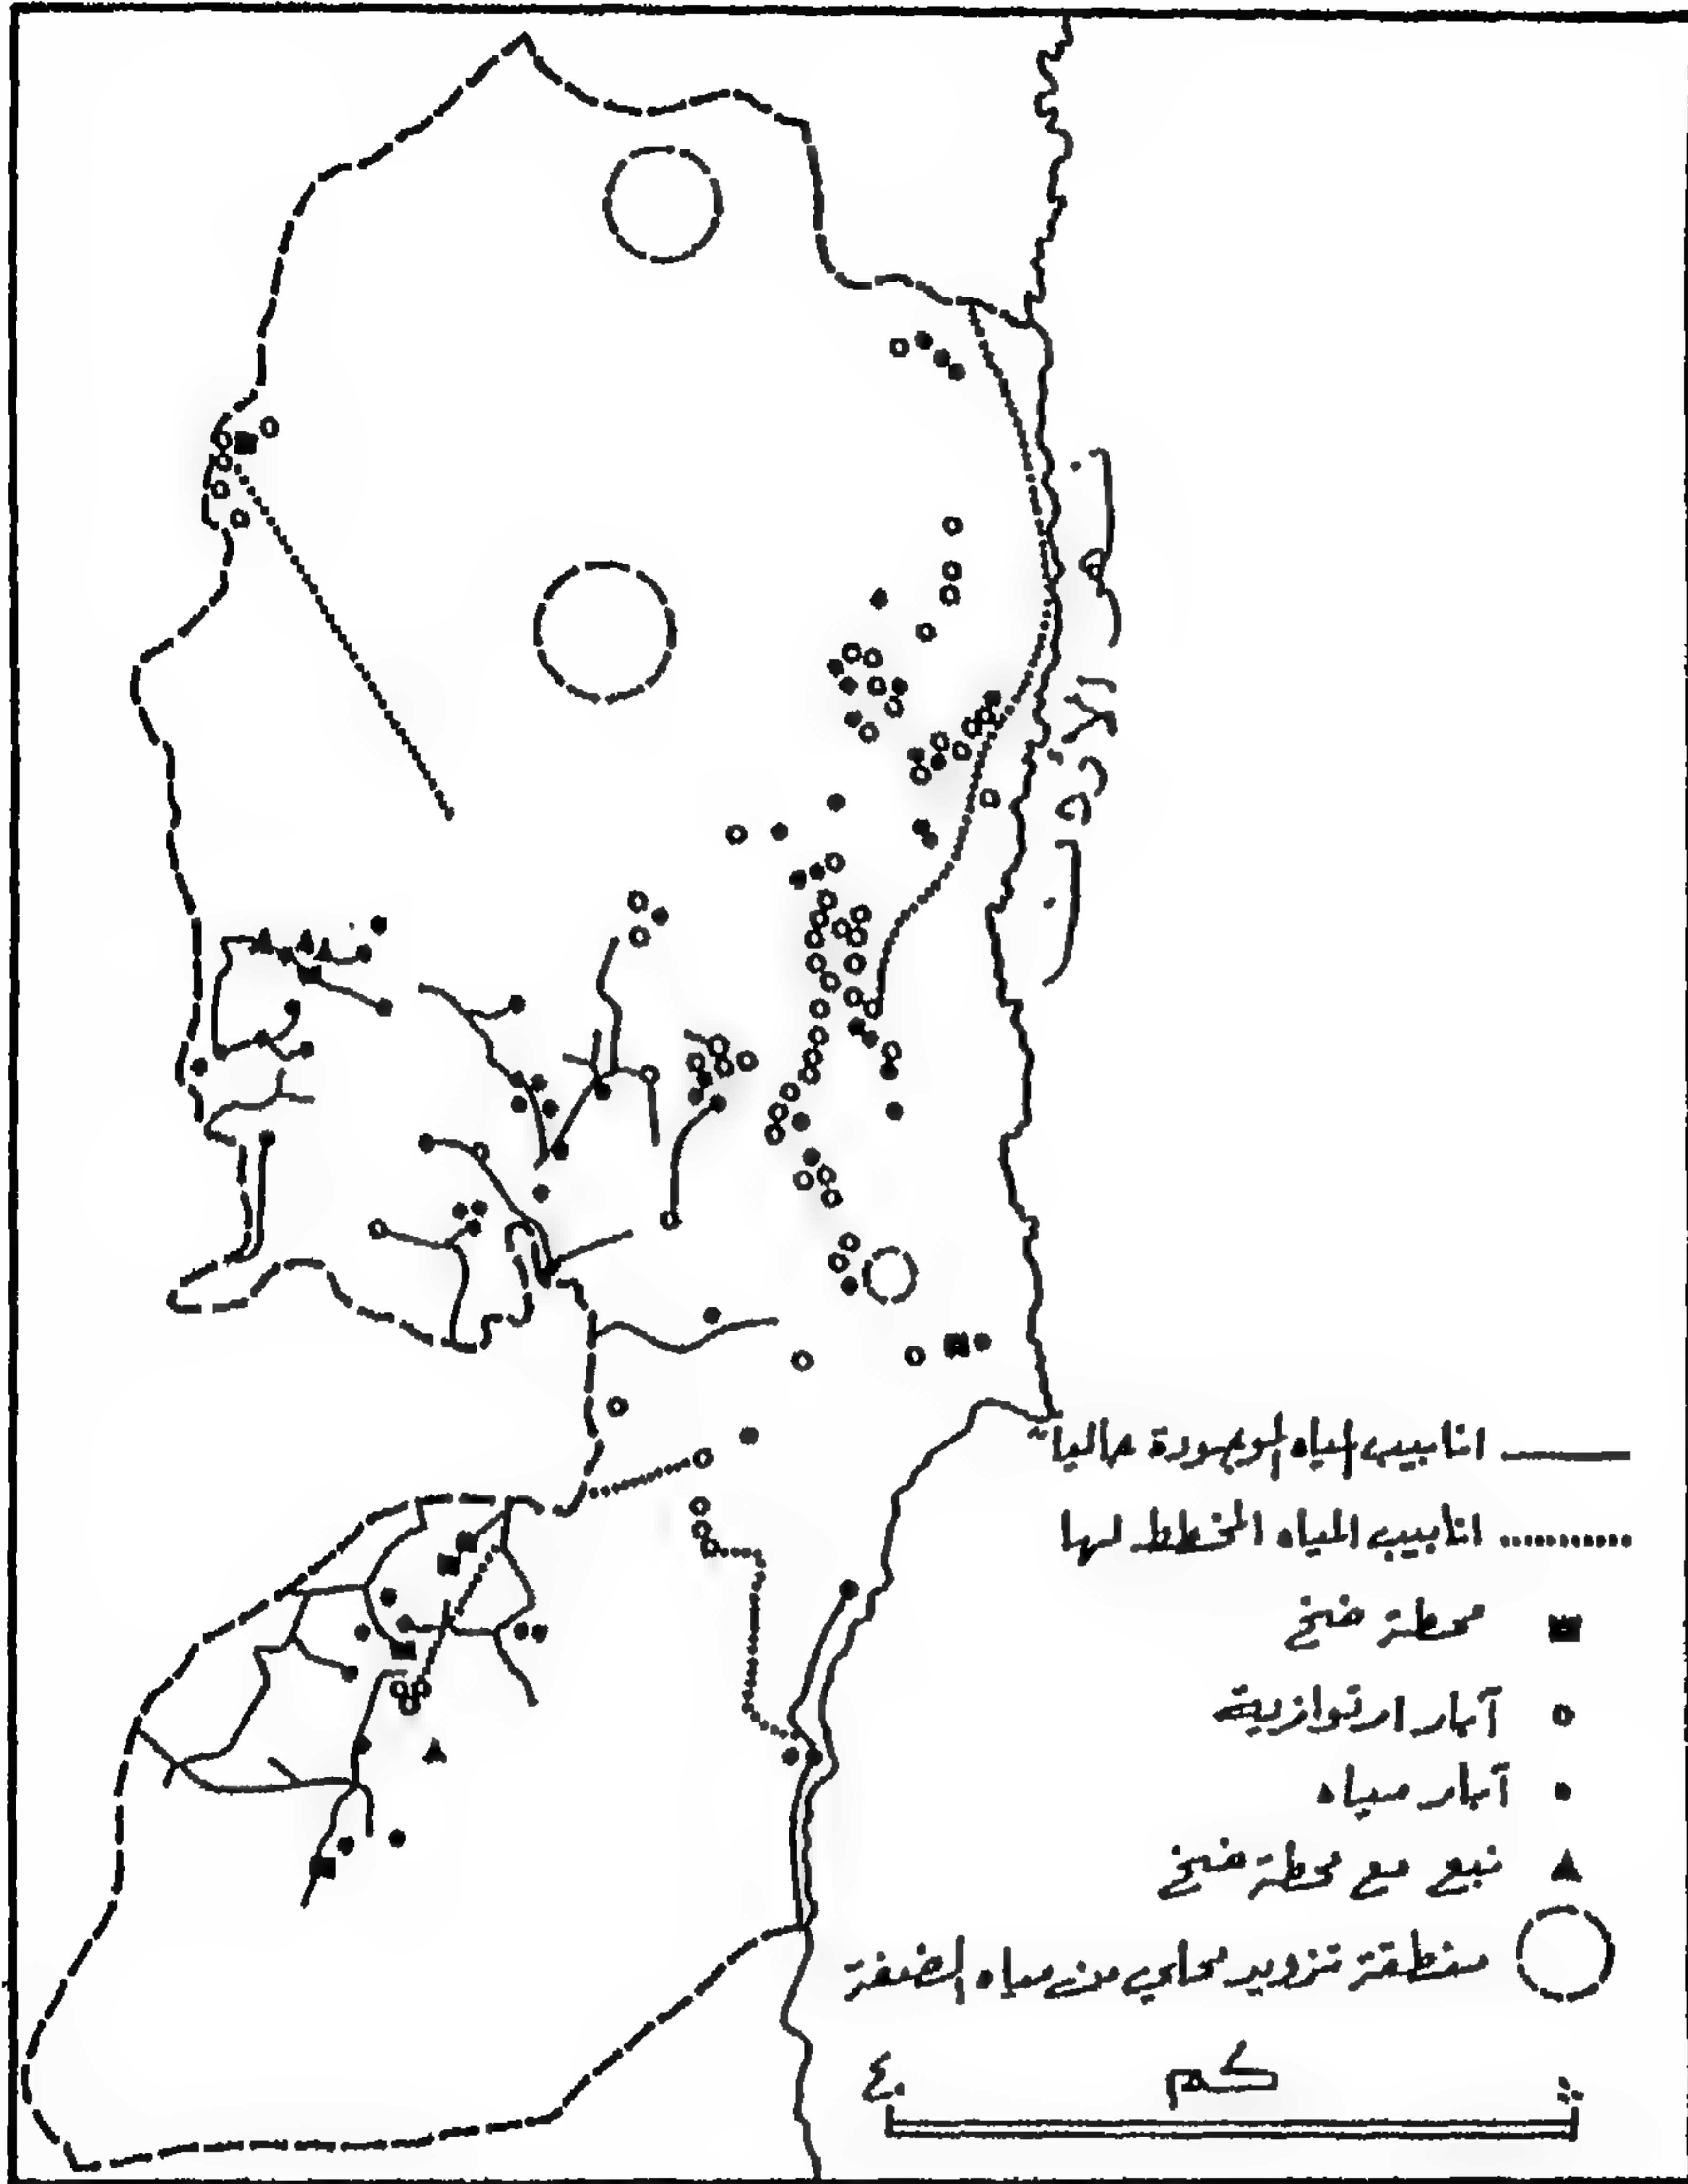 نهر الأردن
انابيب المياه الموجودة حالياً
انابيب المياه المخطط لها
محطة ضخ
آبار ارتوازية
آبار مياه
نبع مع محطة ضخ
منطقة تزويد محلي من مياه الضفة
كم
٤٠